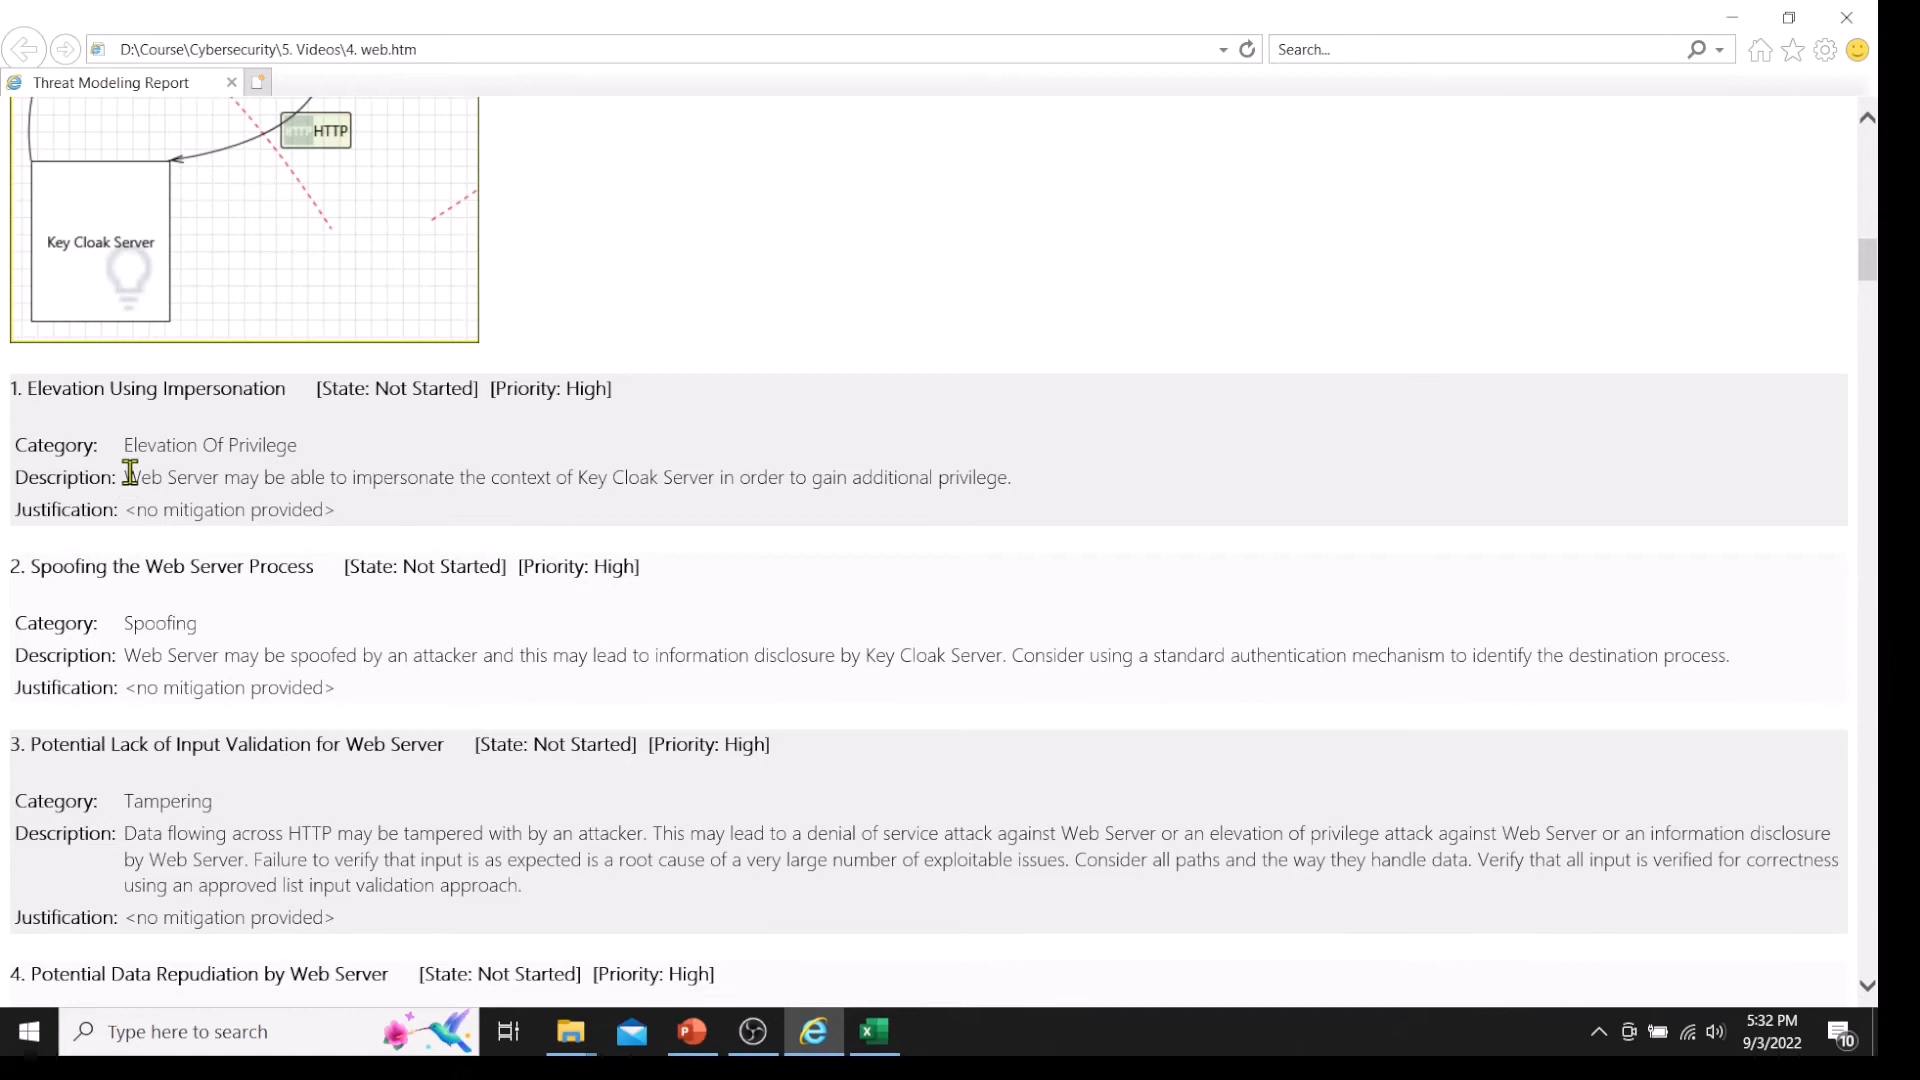 D:\Course\Cybersecurity\5. Videos\4. web.htm
Search...
Threat Modeling Report
HTTP HTTP
Key Cloak Server
1. Elevation Using Impersonation [State: Not Started] [Priority: High]
Category: Elevation Of Privilege
Description: Web Server may be able to impersonate the context of Key Cloak Server in order to gain additional privilege.
Justification: <no mitigation provided>
2. Spoofing the Web Server Process [State: Not Started] [Priority: High]
Category: Spoofing
Description: Web Server may be spoofed by an attacker and this may lead to information disclosure by Key Cloak Server. Consider using a standard authentication mechanism to identify the destination process.
Justification: <no mitigation provided>
3. Potential Lack of Input Validation for Web Server [State: Not Started] [Priority: High]
Category: Tampering
Description: Data flowing across HTTP may be tampered with by an attacker. This may lead to a denial of service attack against Web Server or an elevation of privilege attack against Web Server or an information disclosure
by Web Server. Failure to verify that input is as expected is a root cause of a very large number of exploitable issues. Consider all paths and the way they handle data. Verify that all input is verified for correctness
using an approved list input validation approach.
Justification: <no mitigation provided>
4. Potential Data Repudiation by Web Server [State: Not Started] [Priority: High]
Type here to search
5:32 PM
9/3/2022
10